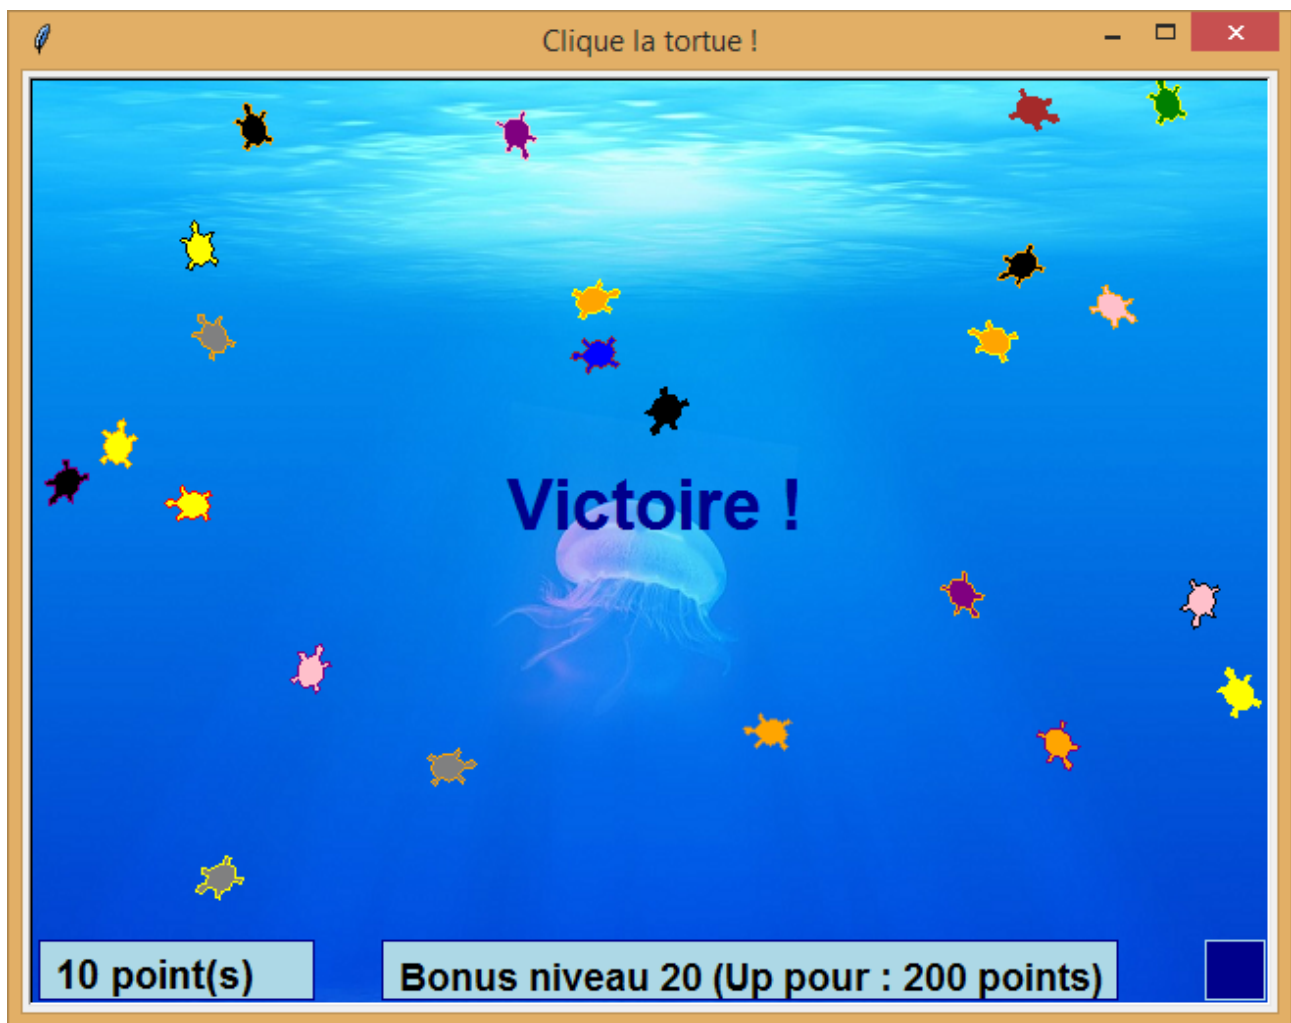 Clique la tortue !
Victoire !
10 point(s)
Bonus niveau 20 (Up pour : 200 points)